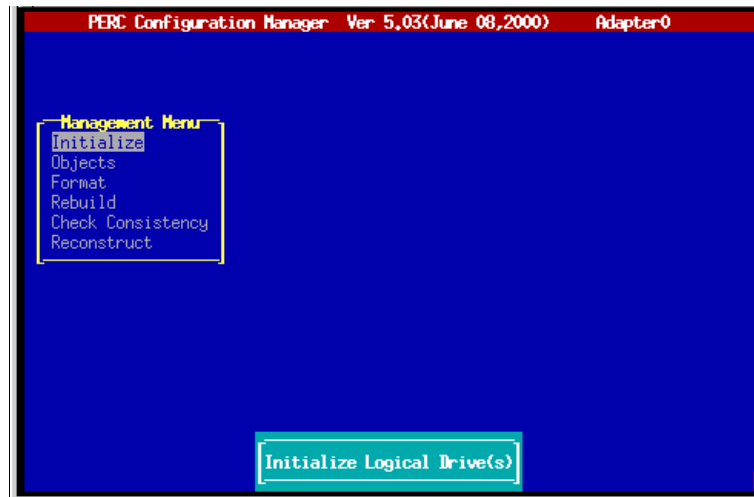 PERC Configuration Manager Ver 5.03(June 08,2000) Adapter0
Management Menu
Initialize
Objects
Format
Rebuild
Check Consistency
Reconstruct
Initialize Logical Drive(s)